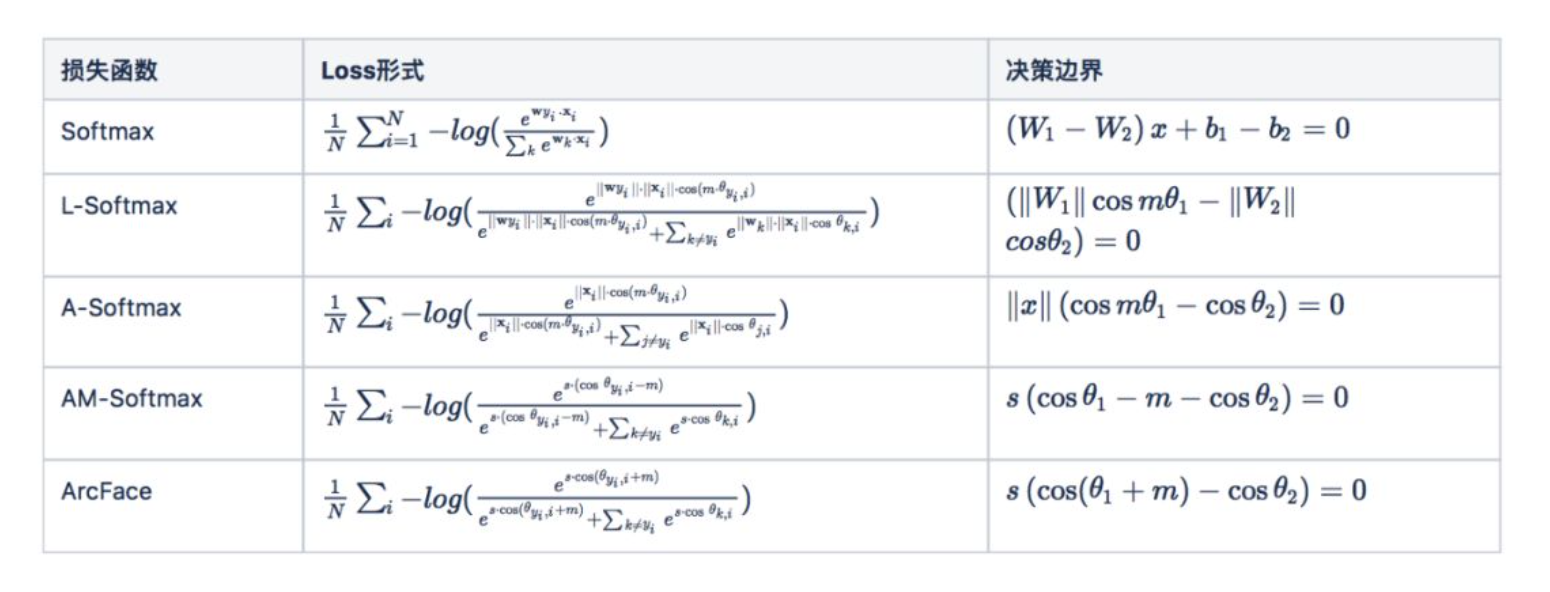 损失函数 Loss形式 决策边界
Softmax $\frac{1}{N}\sum_{i=1}^{N} -log(\frac{e^{\mathbf{w}_{y_i}\cdot\mathbf{x}_i}}{\sum_k e^{\mathbf{w}_k\cdot\mathbf{x}_i}})$ $(W_1 - W_2)\,x + b_1 - b_2 = 0$
L-Softmax $\frac{1}{N}\sum_i -log(\frac{e^{||\mathbf{w}_{y_i}||\cdot||\mathbf{x}_i||\cdot\cos(m\cdot\theta_{y_i,i})}}{e^{||\mathbf{w}_{y_i}||\cdot||\mathbf{x}_i||\cdot\cos(m\cdot\theta_{y_i,i})}+\sum_{k\neq y_i} e^{||\mathbf{w}_k||\cdot||\mathbf{x}_i||\cdot\cos\theta_{k,i}}})$ $(\|W_1\|\cos m\theta_1 - \|W_2\|$
$cos\theta_2) = 0$
A-Softmax $\frac{1}{N}\sum_i -log(\frac{e^{||\mathbf{x}_i||\cdot\cos(m\cdot\theta_{y_i,i})}}{e^{||\mathbf{x}_i||\cdot\cos(m\cdot\theta_{y_i,i})}+\sum_{j\neq y_i} e^{||\mathbf{x}_i||\cdot\cos\theta_{j,i}}})$ $\|x\|\,(\cos m\theta_1 - \cos\theta_2) = 0$
AM-Softmax $\frac{1}{N}\sum_i -log(\frac{e^{s\cdot(\cos\theta_{y_i,i}-m)}}{e^{s\cdot(\cos\theta_{y_i,i}-m)}+\sum_{k\neq y_i} e^{s\cdot\cos\theta_{k,i}}})$ $s\,(\cos\theta_1 - m - \cos\theta_2) = 0$
ArcFace $\frac{1}{N}\sum_i -log(\frac{e^{s\cdot\cos(\theta_{y_i,i}+m)}}{e^{s\cdot\cos(\theta_{y_i,i}+m)}+\sum_{k\neq y_i} e^{s\cdot\cos\theta_{k,i}}})$ $s\,(\cos(\theta_1 + m) - \cos\theta_2) = 0$